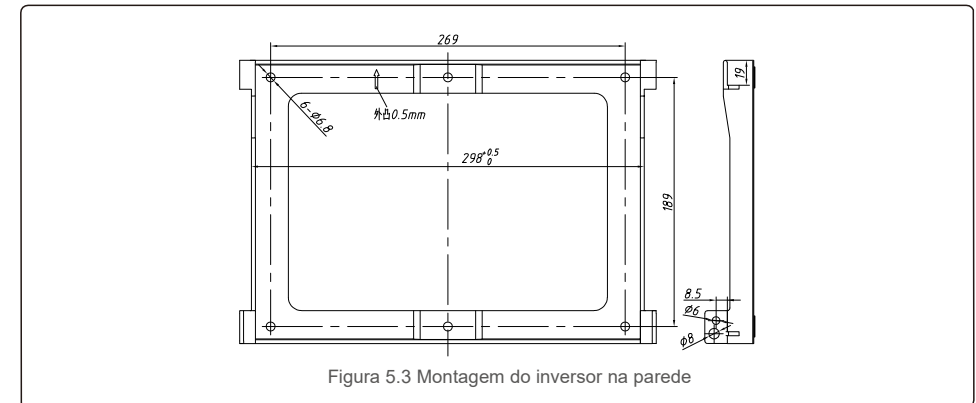 269
19
6-Ø6.8
外凸0.5mm
298 +0.5 0
189
8.5
Ø6
Ø8
Figura 5.3 Montagem do inversor na parede